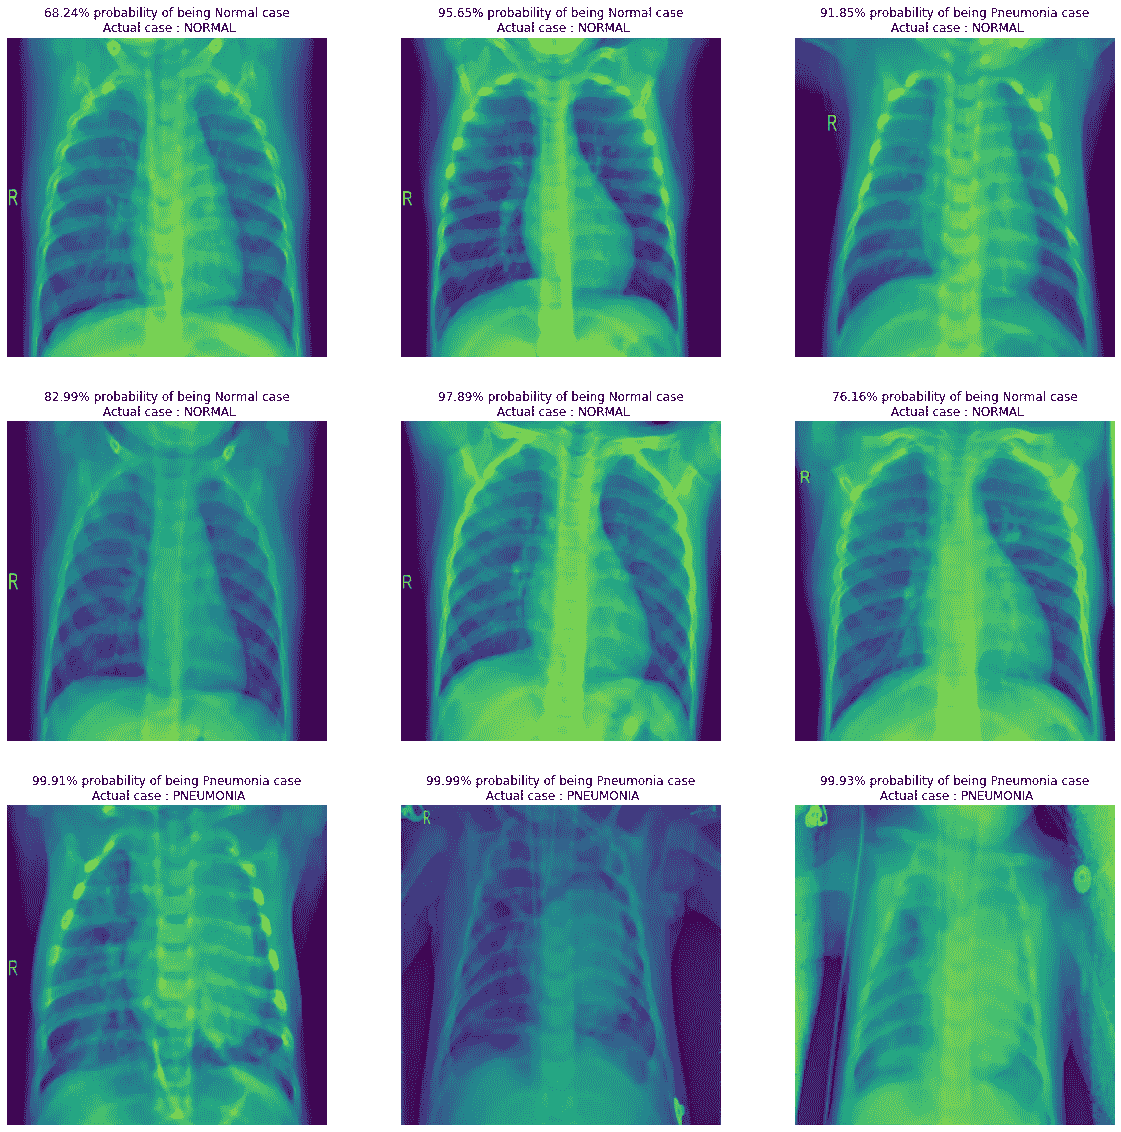 68.24% probability of being Normal case
Actual case : NORMAL
95.65% probability of being Normal case
Actual case : NORMAL
91.85% probability of being Pneumonia case
Actual case : NORMAL
R
R
R
82.99% probability of being Normal case
Actual case : NORMAL
97.89% probability of being Normal case
Actual case : NORMAL
76.16% probability of being Normal case
Actual case : NORMAL
R
R
R
99.91% probability of being Pneumonia case
Actual case : PNEUMONIA
99.99% probability of being Pneumonia case
Actual case : PNEUMONIA
99.93% probability of being Pneumonia case
Actual case : PNEUMONIA
R
R